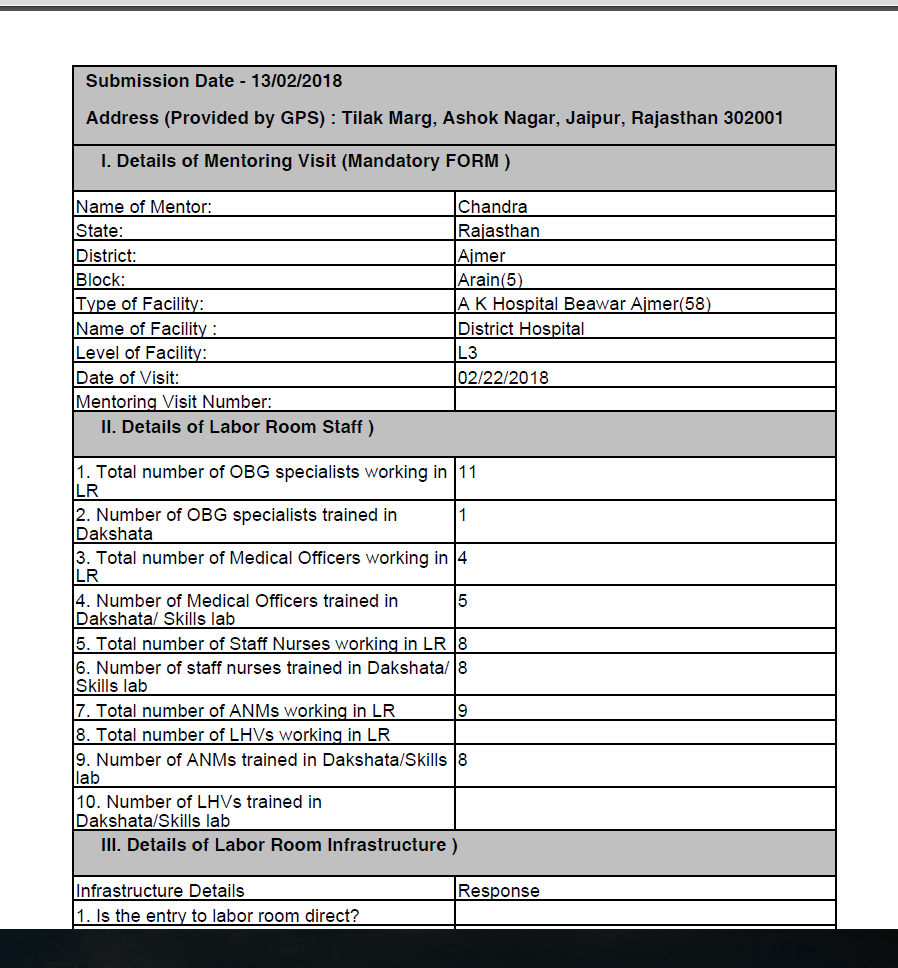 Submission Date - 13/02/2018
Address (Provided by GPS) : Tilak Marg, Ashok Nagar, Jaipur, Rajasthan 302001
I. Details of Mentoring Visit (Mandatory FORM )
Name of Mentor: Chandra
State: Rajasthan
District: Ajmer
Block: Arain(5)
Type of Facility: A K Hospital Beawar Ajmer(58)
Name of Facility : District Hospital
Level of Facility: L3
Date of Visit: 02/22/2018
Mentoring Visit Number:
II. Details of Labor Room Staff )
1. Total number of OBG specialists working in 11
LR
2. Number of OBG specialists trained in 1
Dakshata
3. Total number of Medical Officers working in 4
LR
4. Number of Medical Officers trained in 5
Dakshata/ Skills lab
5. Total number of Staff Nurses working in LR 8
6. Number of staff nurses trained in Dakshata/ 8
Skills lab
7. Total number of ANMs working in LR 9
8. Total number of LHVs working in LR
9. Number of ANMs trained in Dakshata/Skills 8
lab
10. Number of LHVs trained in
Dakshata/Skills lab
III. Details of Labor Room Infrastructure )
Infrastructure Details Response
1. Is the entry to labor room direct?